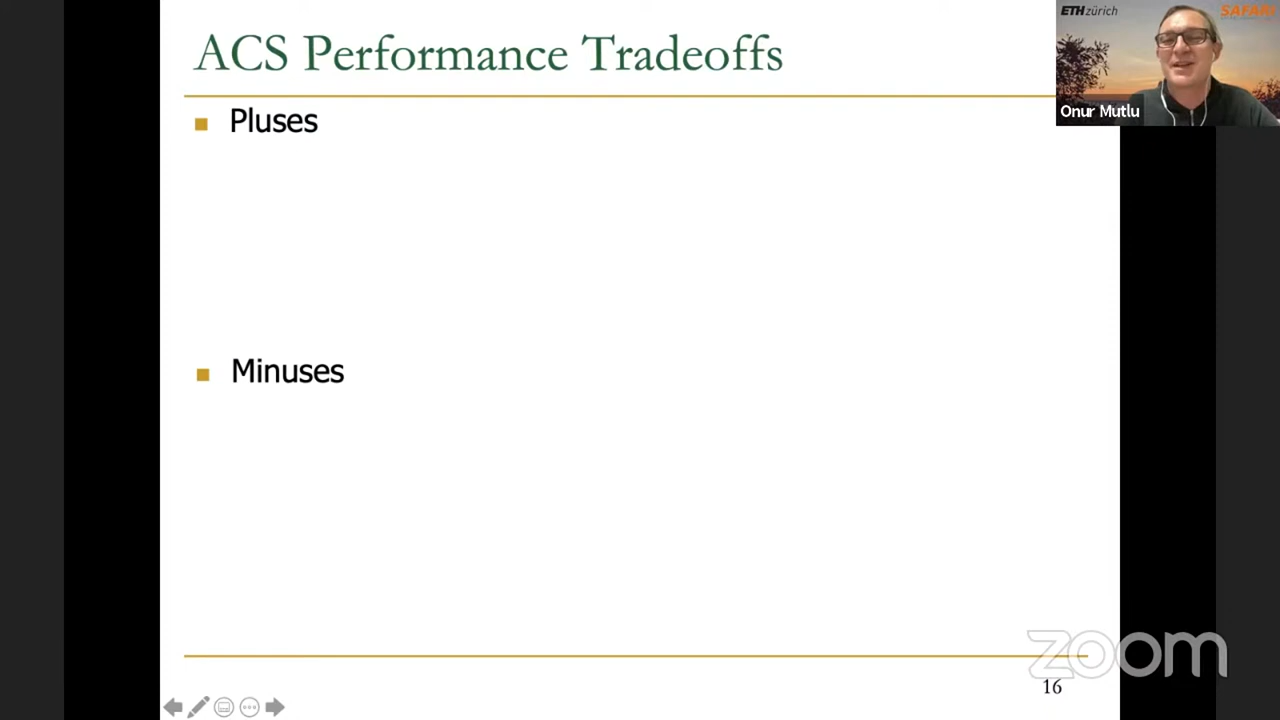 ACS Performance Tradeoffs
ETH zürich
SAFARI
Onur Mutlu
Pluses
Minuses
zoom
16